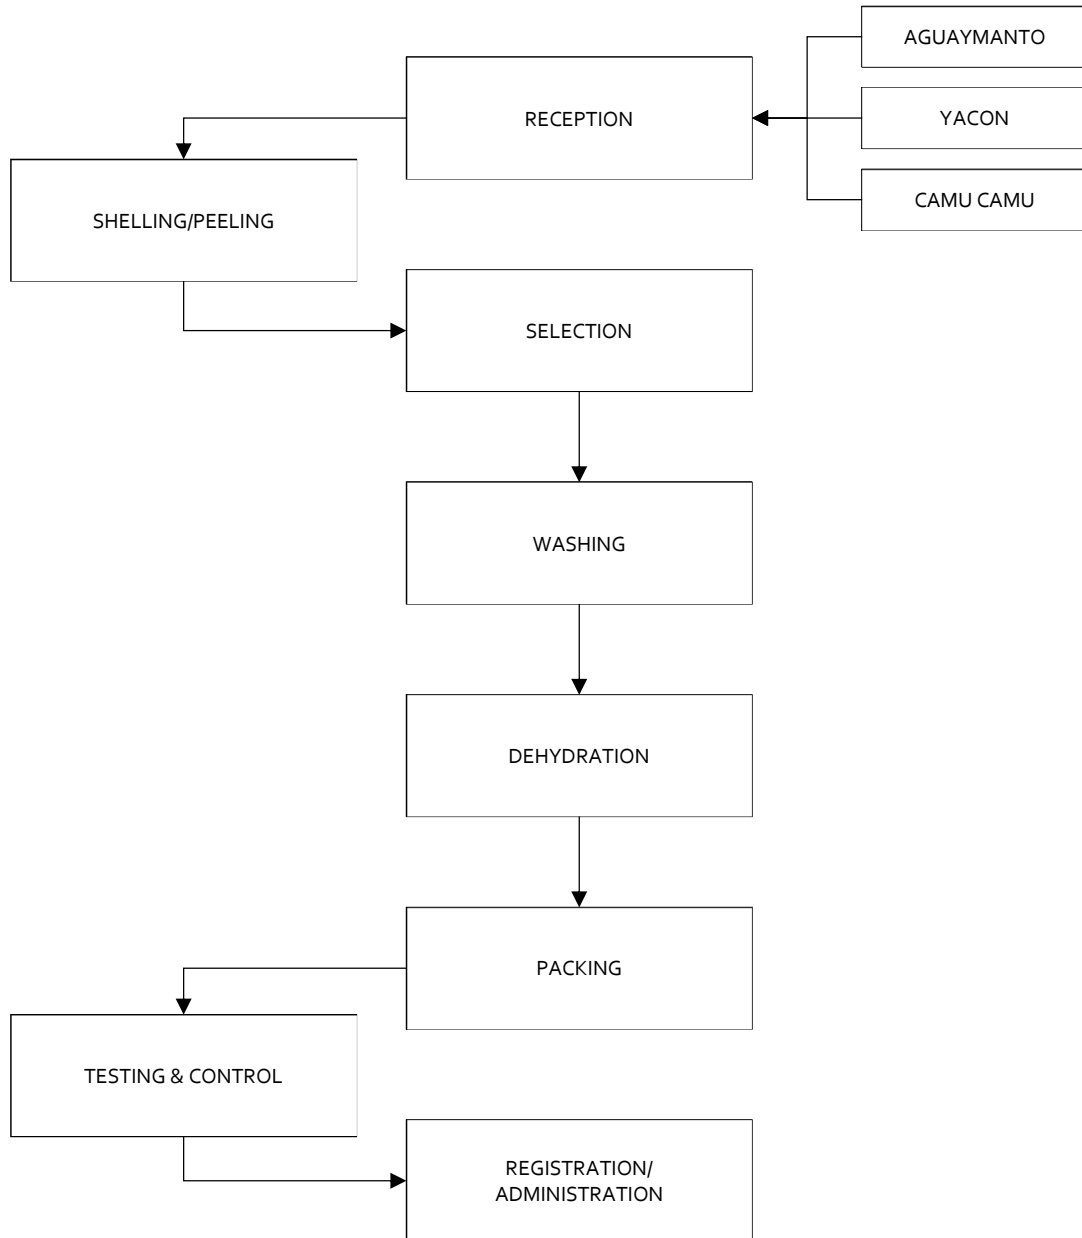 AGUAYMANTO
RECEPTION
YACON
CAMU CAMU
SHELLING/PEELING
SELECTION
WASHING
DEHYDRATION
PACKING
TESTING & CONTROL
REGISTRATION/
ADMINISTRATION